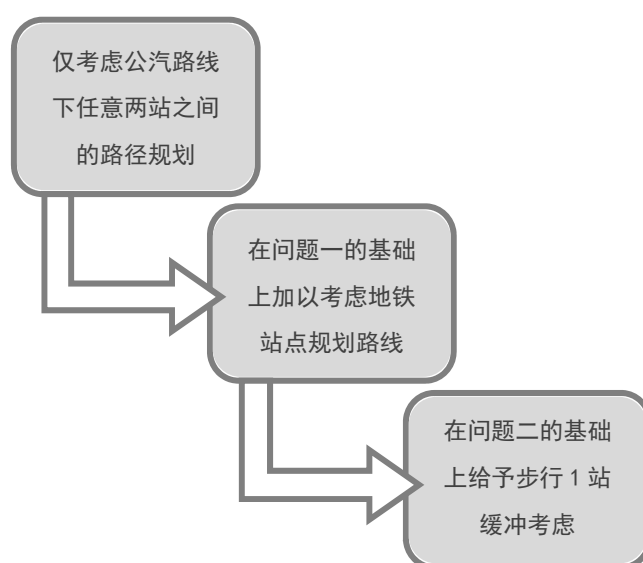 仅考虑公汽路线
下任意两站之间
的路径规划
在问题一的基础
上加以考虑地铁
站点规划路线
在问题二的基础
上给予步行 1 站
缓冲考虑